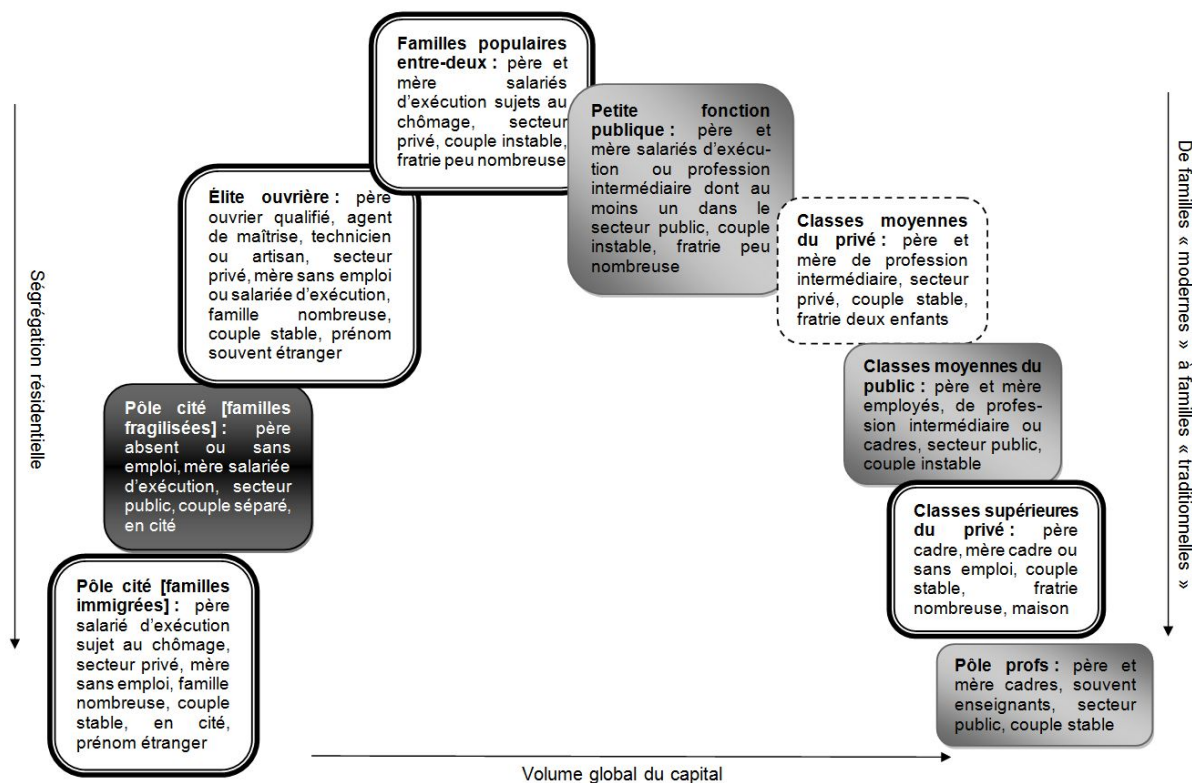 Familles populaires
entre-deux : père et
mère salariés
d'exécution sujets au
chômage, secteur
privé, couple instable,
fratrie peu nombreuse
Petite fonction
publique : père et
mère salariés d'exécu-
tion ou profession
intermédiaire dont au
moins un dans le
secteur public, couple
instable, fratrie peu
nombreuse
Élite ouvrière : père
ouvrier qualifié, agent
de maîtrise, technicien
ou artisan, secteur
privé, mère sans emploi
ou salariée d'exécution,
famille nombreuse,
couple stable, prénom
souvent étranger
Classes moyennes
du privé : père et
mère de profession
intermédiaire, secteur
privé, couple stable,
fratrie deux enfants
Pôle cité [familles
fragilisées] : père
absent ou sans
emploi, mère salariée
d'exécution, secteur
public, couple séparé,
en cité
Classes moyennes du
public : père et mère
employés, de profes-
sion intermédiaire ou
cadres, secteur public,
couple instable
Classes supérieures
du privé : père
cadre, mère cadre ou
sans emploi, couple
stable, fratrie
nombreuse, maison
Pôle cité [familles
immigrées] : père
salarié d'exécution
sujet au chômage,
secteur privé, mère
sans emploi, famille
nombreuse, couple
stable, en cité,
prénom étranger
Pôle profs : père et
mère cadres, souvent
enseignants, secteur
public, couple stable
Ségrégation résidentielle
De familles « modernes » à familles « traditionnelles »
Volume global du capital